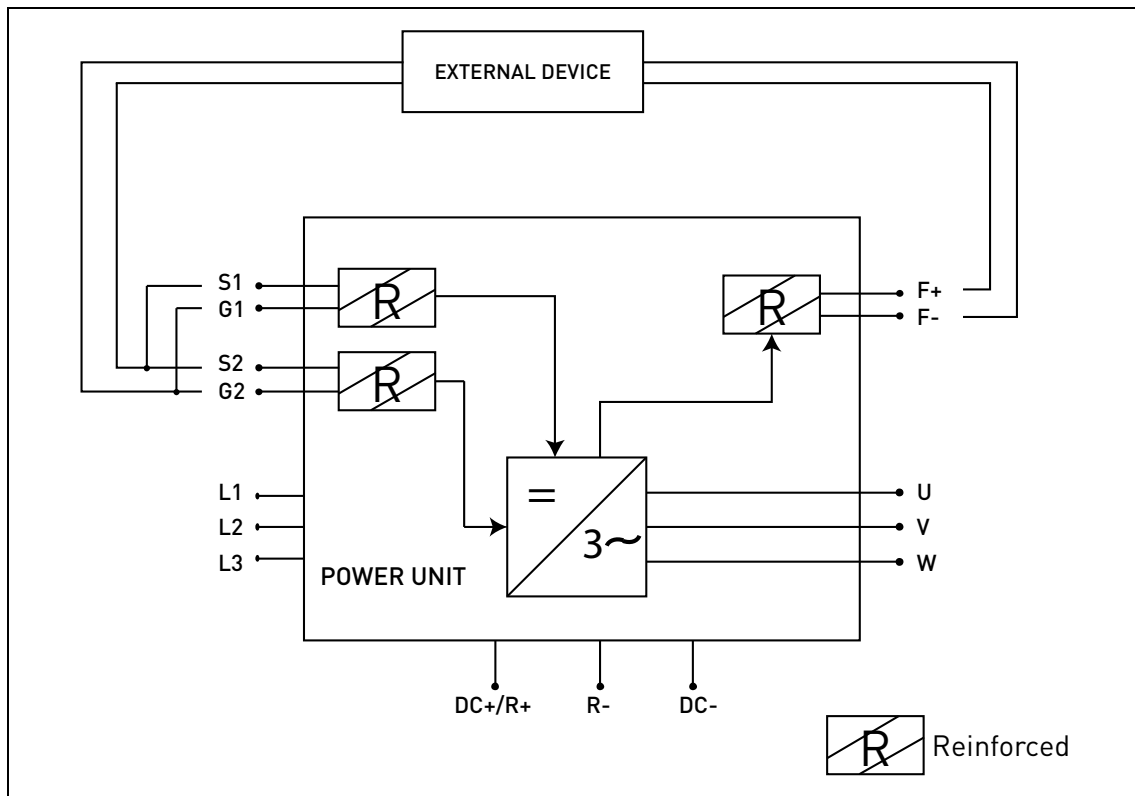 EXTERNAL DEVICE
S1
G1
S2
G2
R
R
R
F+
F-
L1
L2
L3
=
3~
U
V
W
POWER UNIT
DC+/R+
R-
DC-
R Reinforced